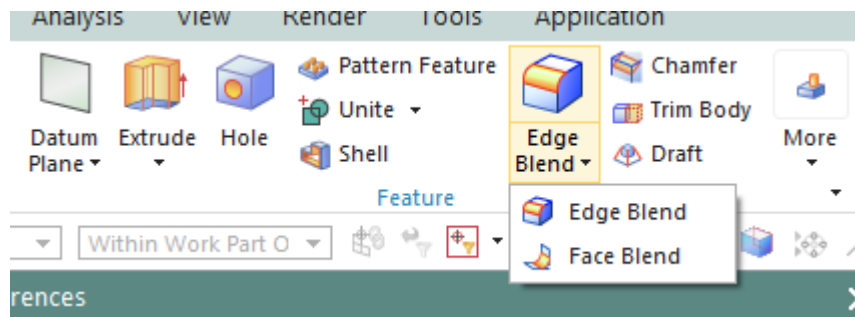 Analysis View Render Tools Application
Pattern Feature Chamfer
Unite Trim Body
Datum Plane Extrude Hole Shell Edge Blend Draft More
Feature
Edge Blend
Within Work Part O
Face Blend
rences